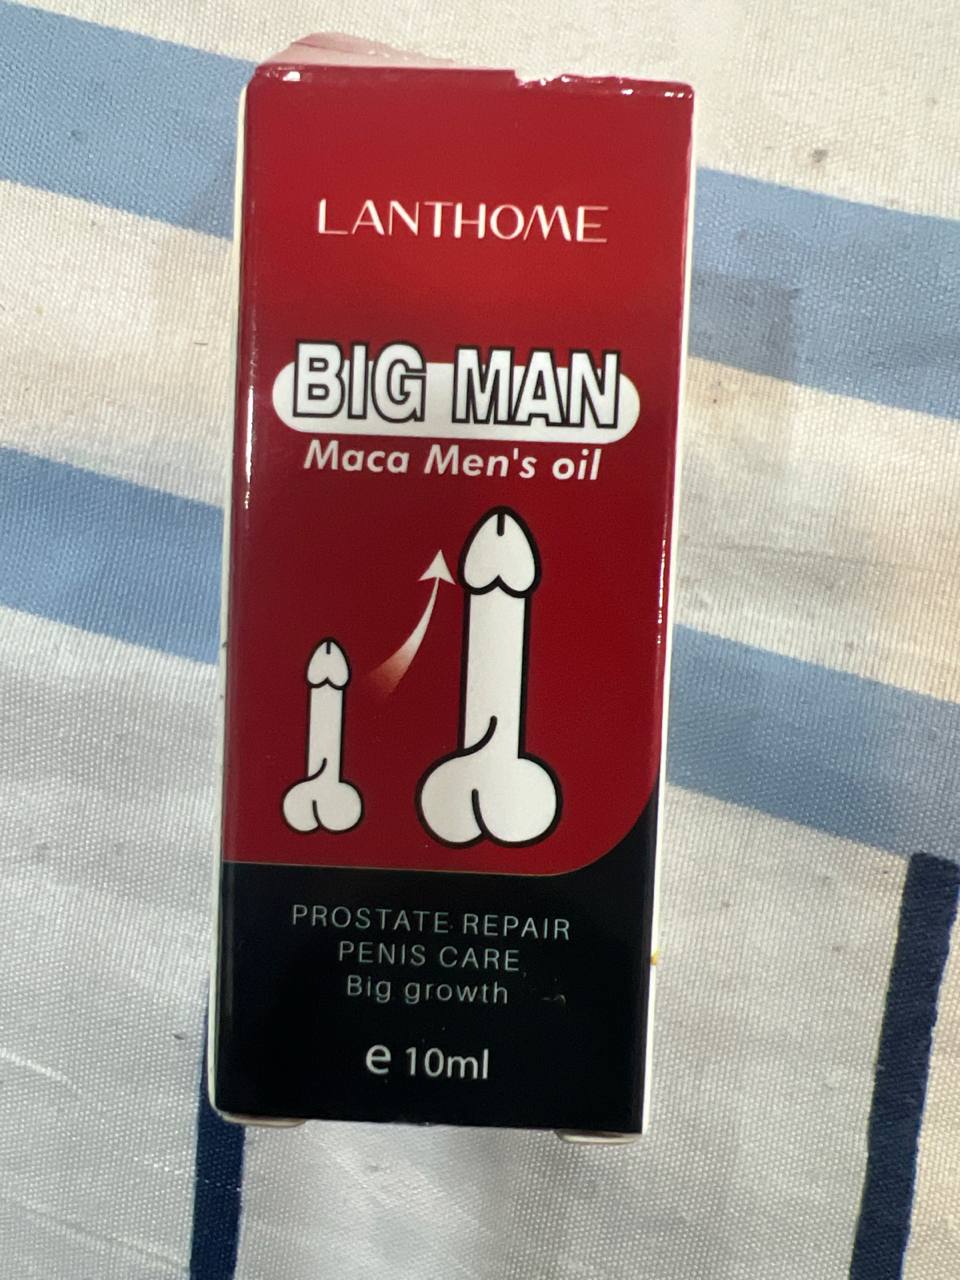 LANTHOME
BIG MAN
Maca Men's oil
PROSTATE REPAIR
PENIS CARE
Big growth
e 10ml